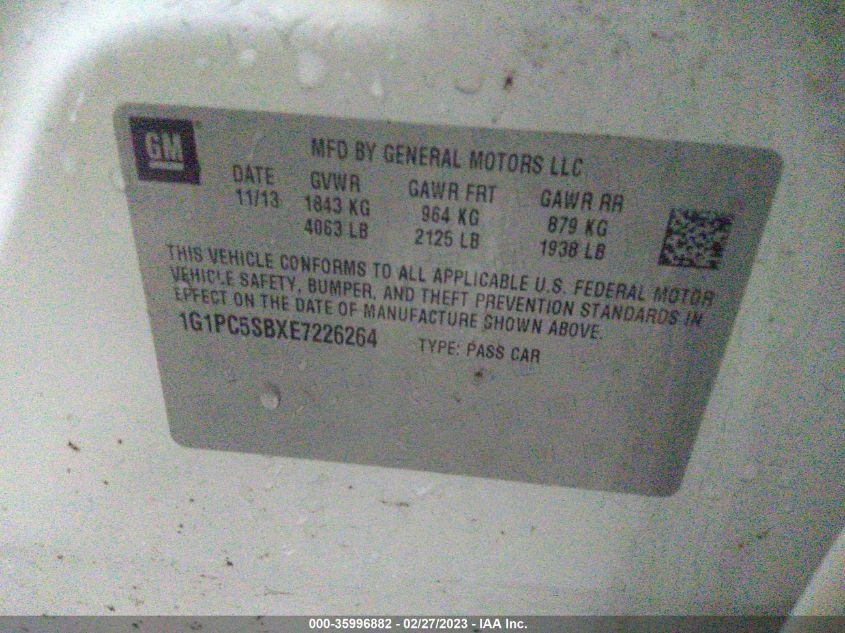 GM
MFD BY GENERAL MOTORS LLC
DATE GVWR GAWR FRT GAWR RR
11/13 1843 KG 964 KG 879 KG
4063 LB 2125 LB 1938 LB
THIS VEHICLE CONFORMS TO ALL APPLICABLE U.S. FEDERAL MOTOR
VEHICLE SAFETY, BUMPER, AND THEFT PREVENTION STANDARDS IN
EFFECT ON THE DATE OF MANUFACTURE SHOWN ABOVE.
1G1PC5SBXE7226264 TYPE: PASS CAR
000-35996882 - 02/27/2023 - IAA Inc.